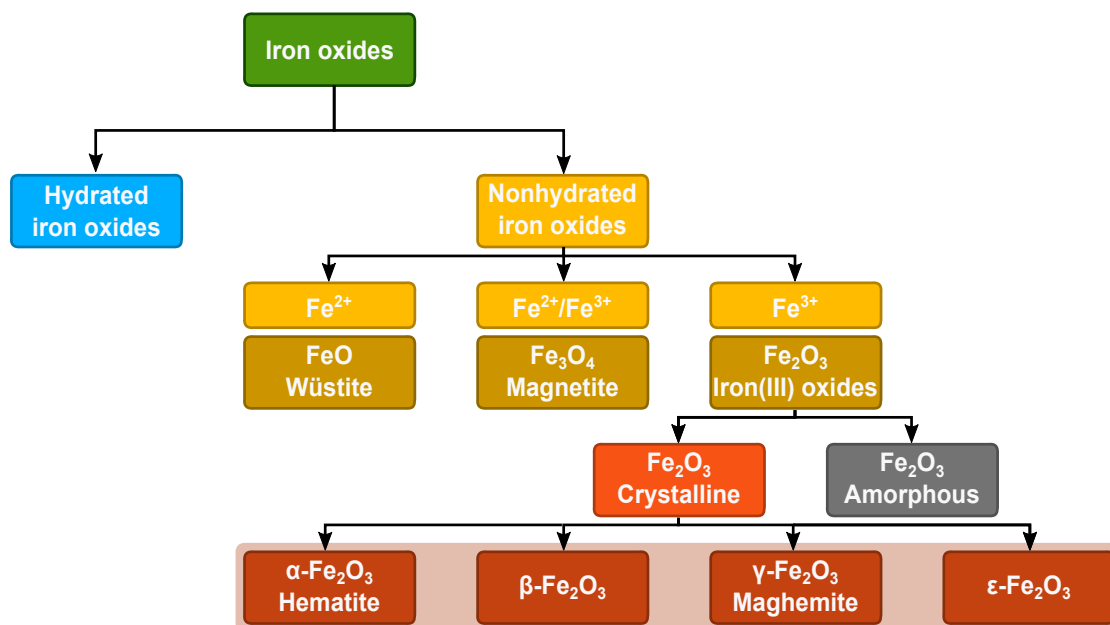 Iron oxides
Hydrated
iron oxides
Nonhydrated
iron oxides
Fe²⁺
Fe²⁺/Fe³⁺
Fe³⁺
FeO
Wüstite
Fe₃O₄
Magnetite
Fe₂O₃
Iron(III) oxides
Fe₂O₃
Crystalline
Fe₂O₃
Amorphous
α-Fe₂O₃
Hematite
β-Fe₂O₃
γ-Fe₂O₃
Maghemite
ε-Fe₂O₃